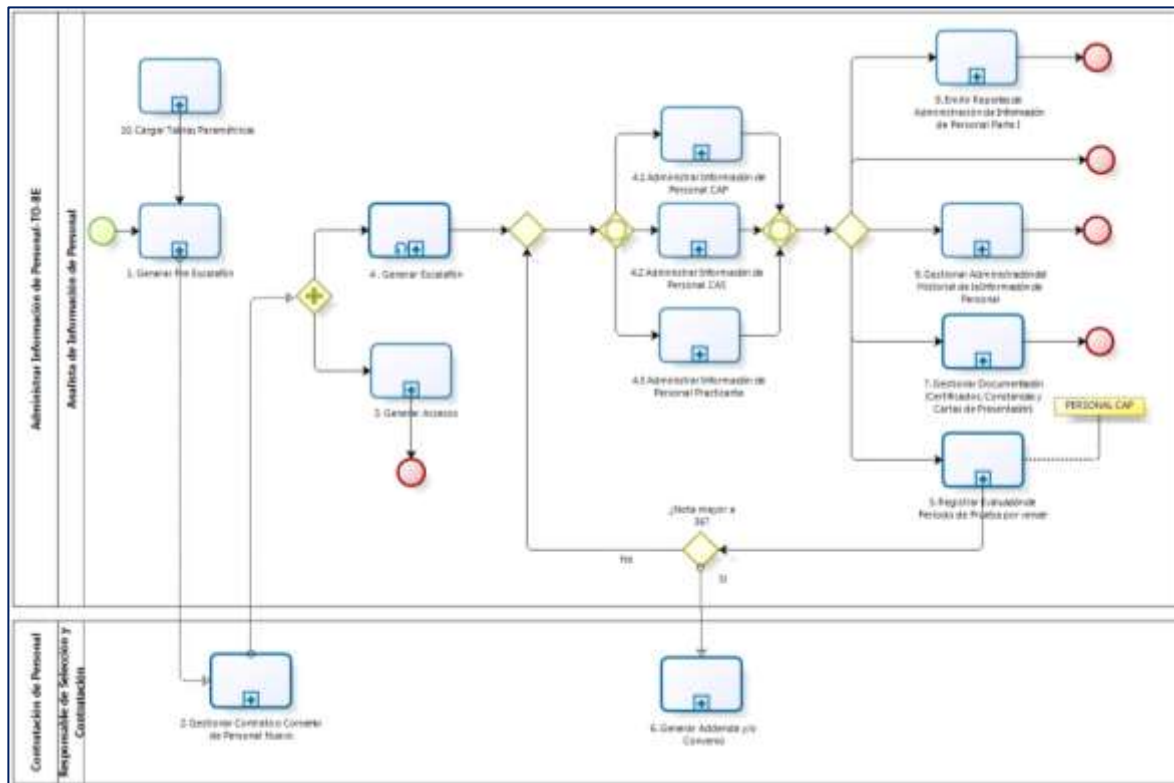 Administrar Información de Personal-TO-BE
Analista de Información de Personal
10. Cargar Tablas Paramétricas
1. Generar Pre Escalafón
4 . Generar Escalafón
3. Generar Accesos
4.1 Administrar Información de
Personal CAP
4.2 Administrar Información de
Personal CAS
4.3 Administrar Información de
Personal Practicante
9. Emitir Reportes de
Administración de Información
de Personal Parte I
8. Gestionar Administración del
Historial de la Información de
Personal
7. Gestionar Documentación
(Certificados, Constancias y
Cartas de Presentación)
PERSONAL CAP
5. Registrar Evaluación de
Periodo de Prueba por vencer
¿Nota mayor a
36?
No
Si
Contratación de Personal
Responsable de Selección y
Contratación
2. Gestionar Contrato o Convenio
de Personal Nuevo
6. Generar Addenda y/o
Convenio